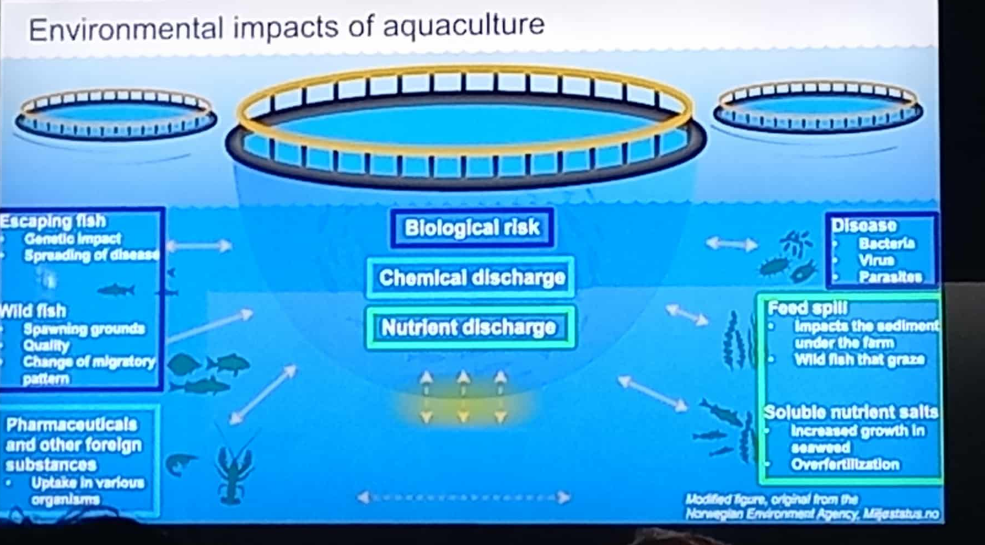 Environmental impacts of aquaculture
Escaping fish
• Genetic impact
• Spreading of disease
Wild fish
• Spawning grounds
• Quality
• Change of migratory
pattern
Pharmaceuticals
and other foreign
substances
• Uptake in various
organisms
Biological risk
Chemical discharge
Nutrient discharge
Disease
• Bacteria
• Virus
• Parasites
Feed spill
• Impacts the sediment
under the farm
• Wild fish that graze
Soluble nutrient salts
• Increased growth in
seaweed
• Overfertilization
Modified figure, original from the
Norwegian Environment Agency, Miljøstatus.no